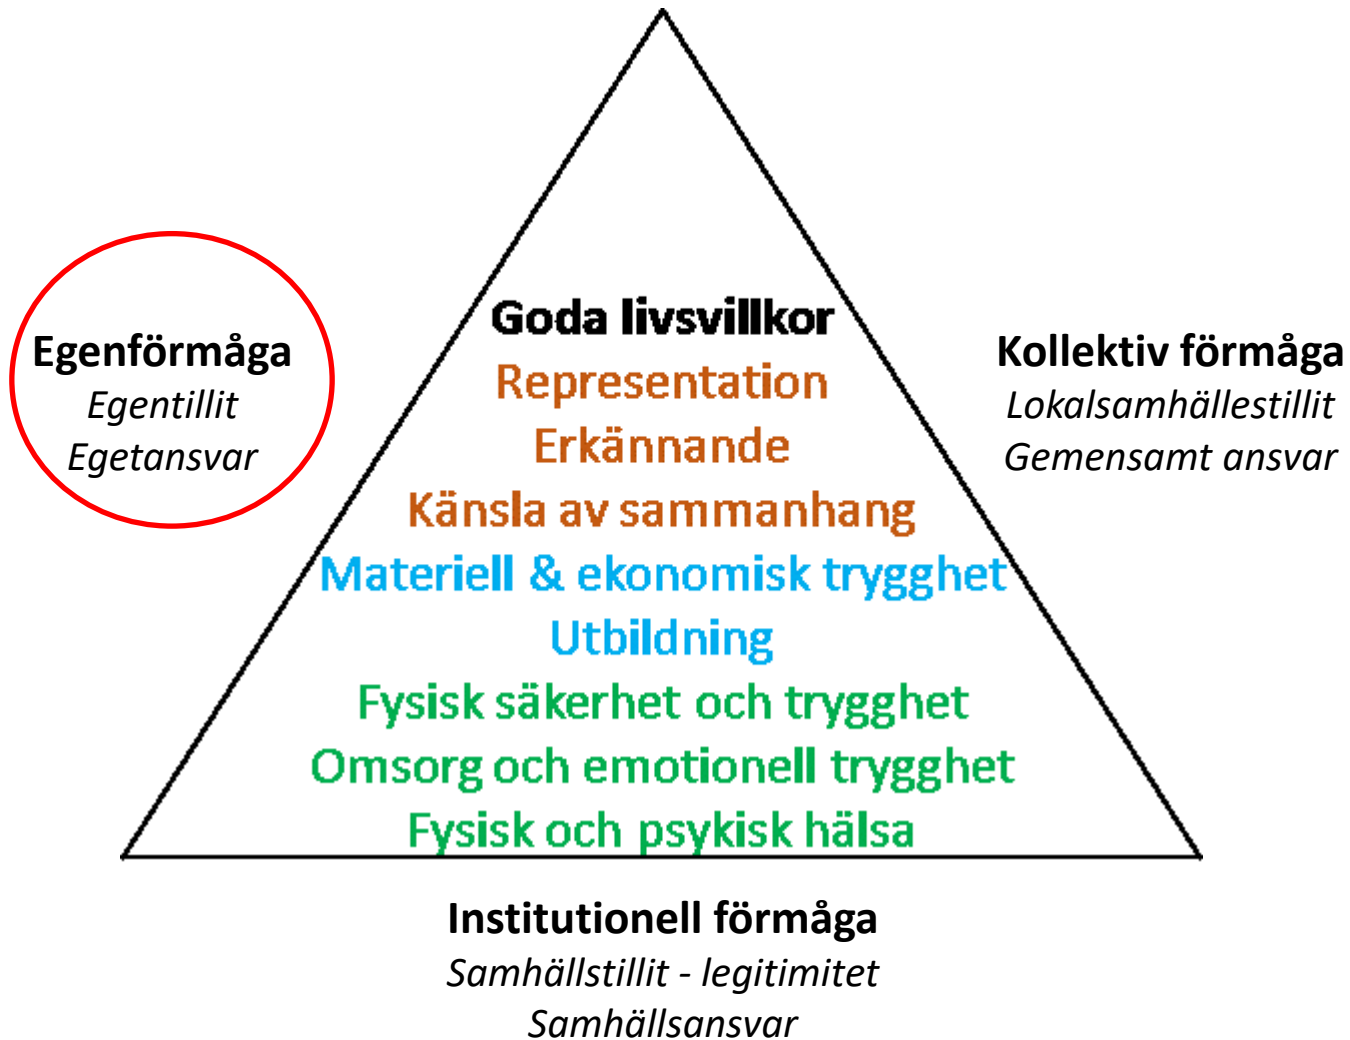 Goda livsvillkor
Representation
Erkännande
Känsla av sammanhang
Materiell & ekonomisk trygghet
Utbildning
Fysisk säkerhet och trygghet
Omsorg och emotionell trygghet
Fysisk och psykisk hälsa
Egenförmåga
Egentillit
Egetansvar
Kollektiv förmåga
Lokalsamhällestillit
Gemensamt ansvar
Institutionell förmåga
Samhällstillit - legitimitet
Samhällsansvar